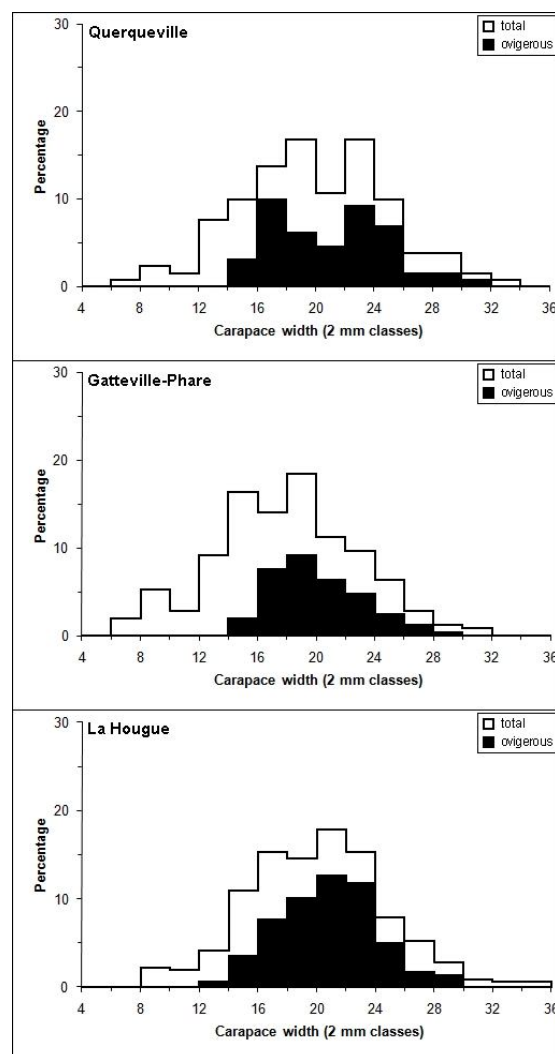 Querqueville
total
ovigerous
30
20
10
0
Percentage
4 8 12 16 20 24 28 32 36
Carapace width (2 mm classes)
Gatteville-Phare
total
ovigerous
30
20
10
0
Percentage
4 8 12 16 20 24 28 32 36
Carapace width (2 mm classes)
La Hougue
total
ovigerous
30
20
10
0
Percentage
4 8 12 16 20 24 28 32 36
Carapace width (2 mm classes)